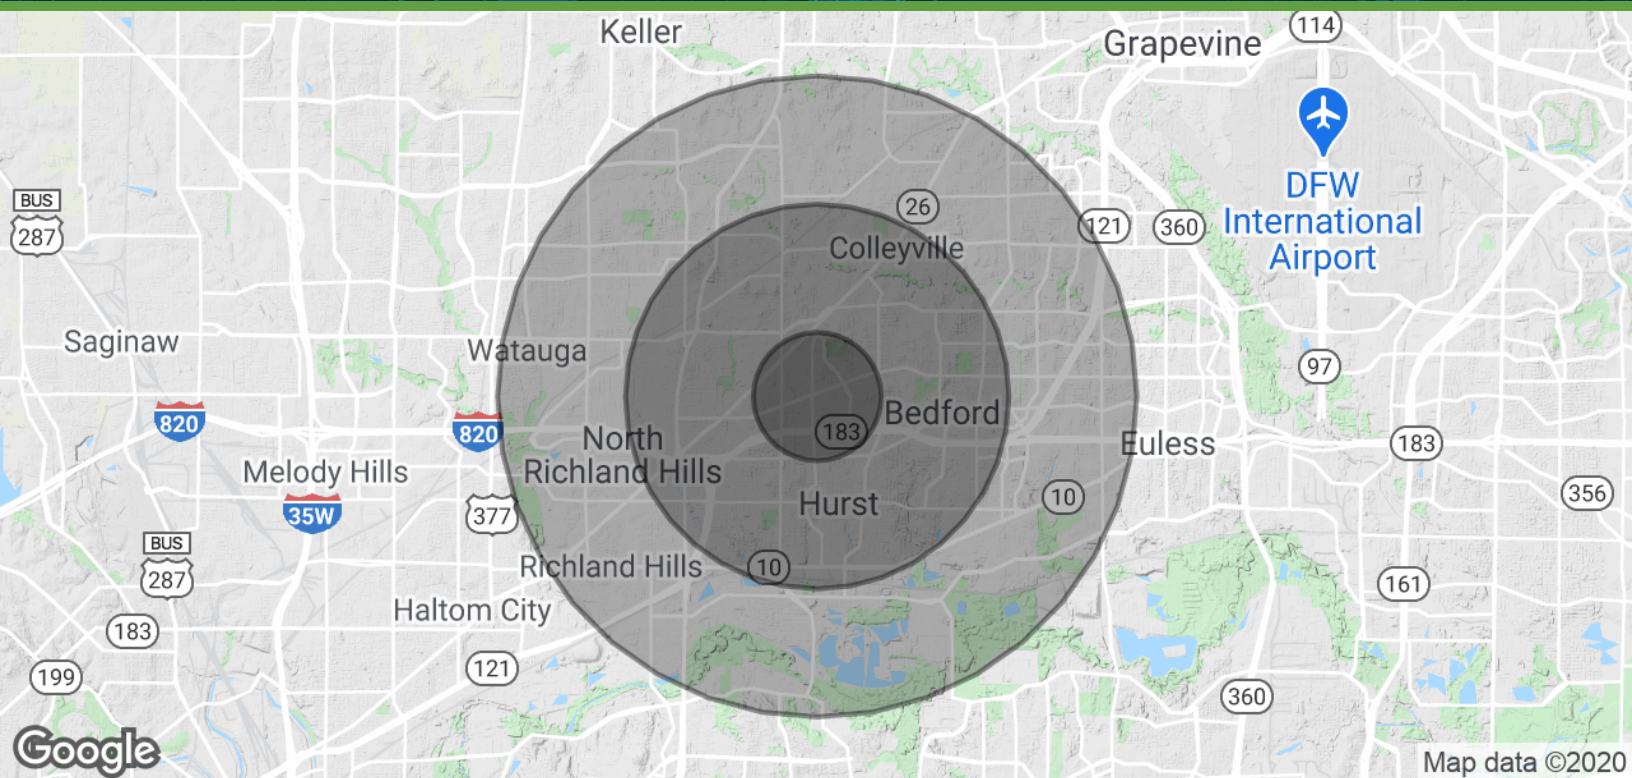 Keller
Grapevine
114
DFW
International
Airport
BUS
287
26
121
360
Colleyville
Saginaw
Watauga
97
820
820
183
Bedford
North
Richland Hills
Euless
183
Melody Hills
35W
377
Hurst
10
356
BUS
287
Richland Hills
10
161
Haltom City
183
121
199
360
Google
Map data ©2020